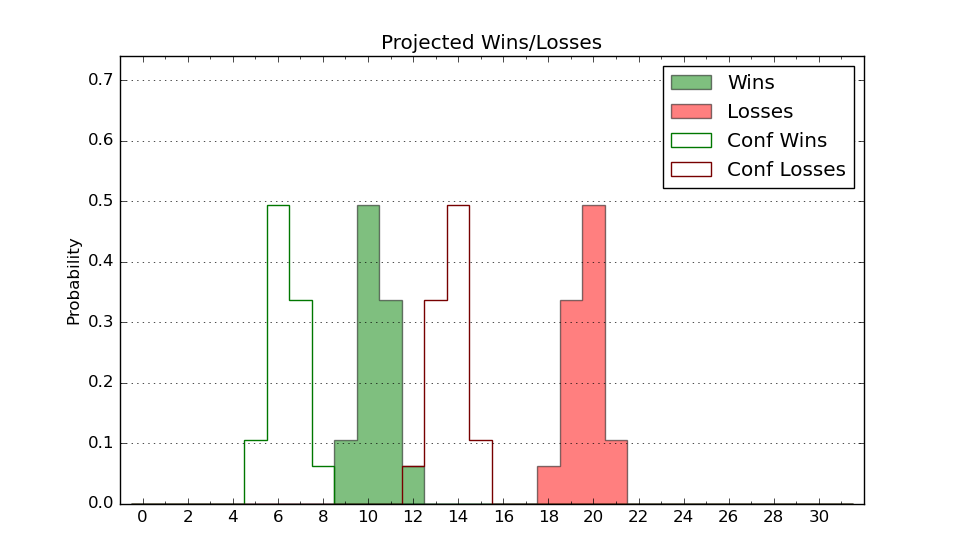 Projected Wins/Losses
0.7
0.6
0.5
0.4
0.3
0.2
0.1
0.0
Probability
Wins
Losses
Conf Wins
Conf Losses
0 2 4 6 8 10 12 14 16 18 20 22 24 26 28 30